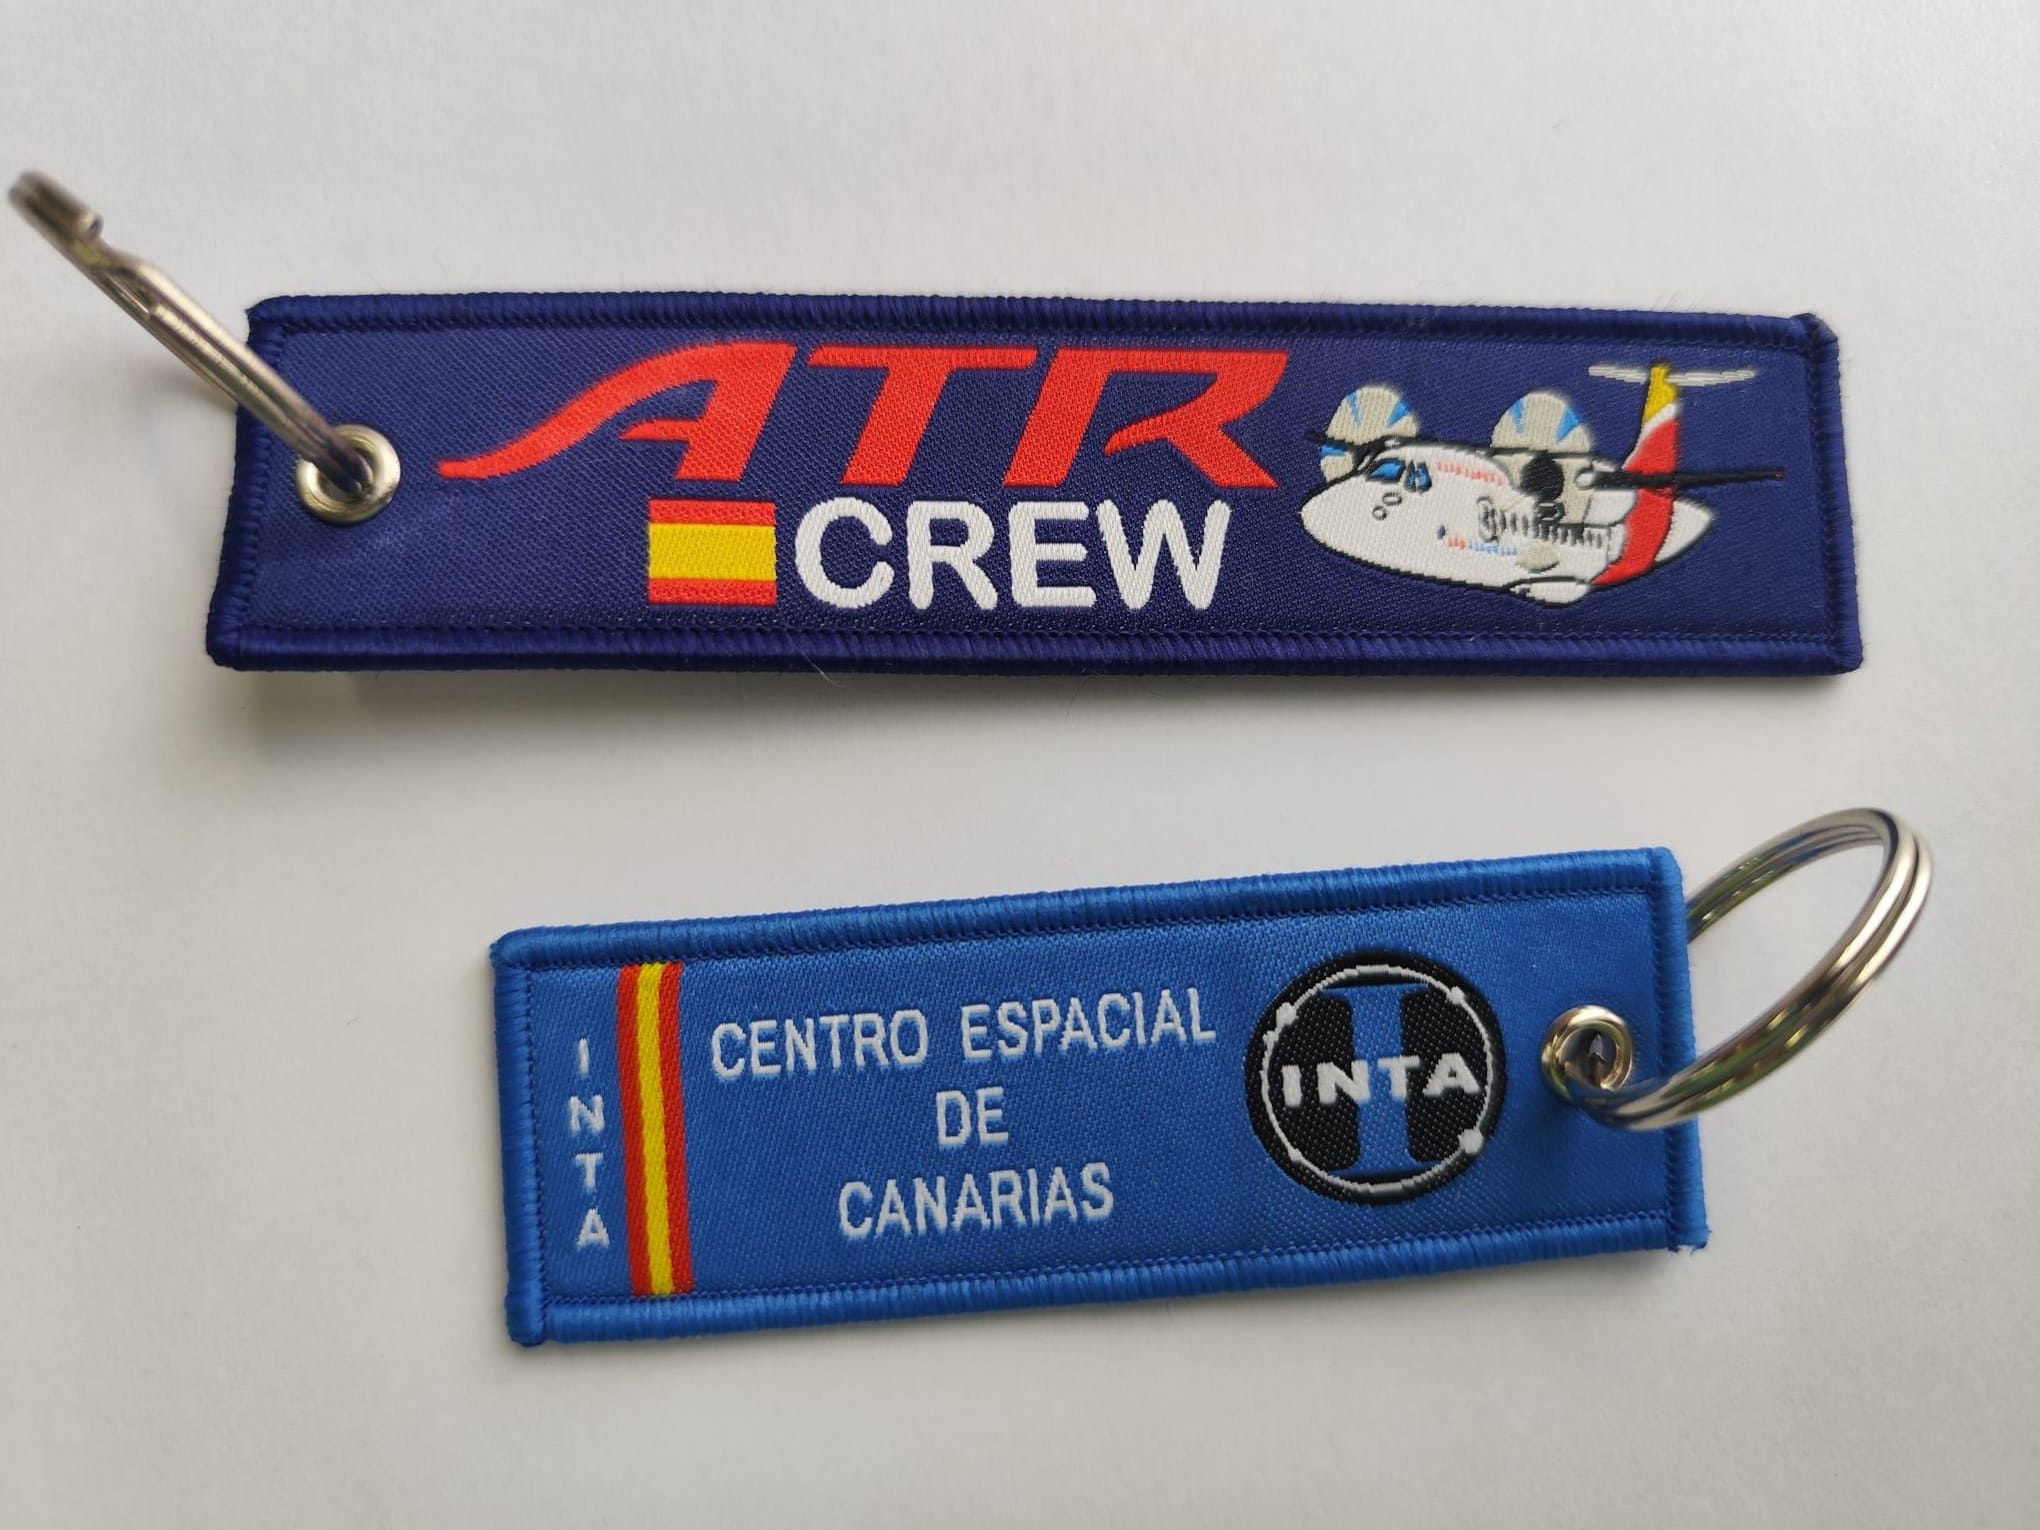 ATR
CREW
INTA
CENTRO ESPACIAL
DE
CANARIAS
INTA